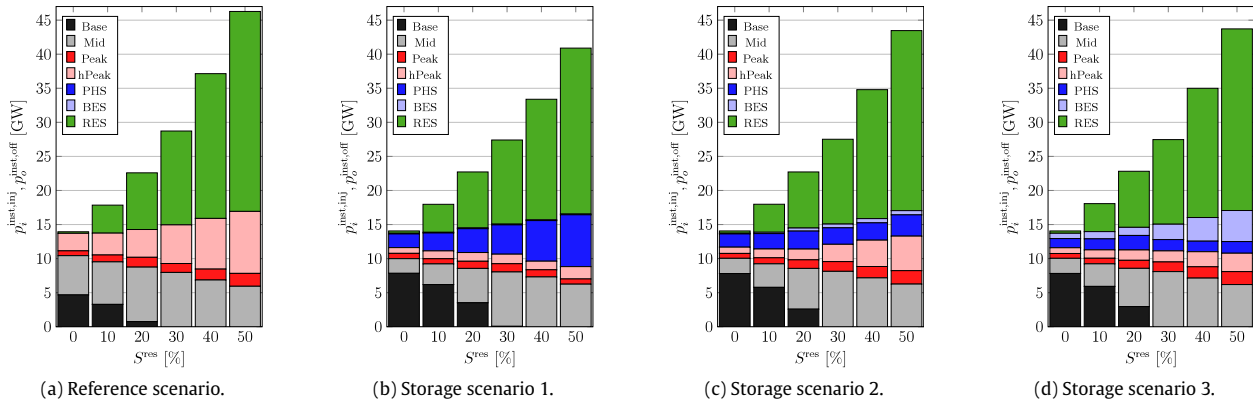 45
40
35
30
25
20
15
10
5
0
p_i^{inst,inj}, p_o^{inst,off} [GW]
Base
Mid
Peak
hPeak
PHS
BES
RES
0 10 20 30 40 50
S^{res} [%]
(a) Reference scenario.
45
40
35
30
25
20
15
10
5
0
p_i^{inst,inj}, p_o^{inst,off} [GW]
Base
Mid
Peak
hPeak
PHS
BES
RES
0 10 20 30 40 50
S^{res} [%]
(b) Storage scenario 1.
45
40
35
30
25
20
15
10
5
0
p_i^{inst,inj}, p_o^{inst,off} [GW]
Base
Mid
Peak
hPeak
PHS
BES
RES
0 10 20 30 40 50
S^{res} [%]
(c) Storage scenario 2.
45
40
35
30
25
20
15
10
5
0
p_i^{inst,inj}, p_o^{inst,off} [GW]
Base
Mid
Peak
hPeak
PHS
BES
RES
0 10 20 30 40 50
S^{res} [%]
(d) Storage scenario 3.